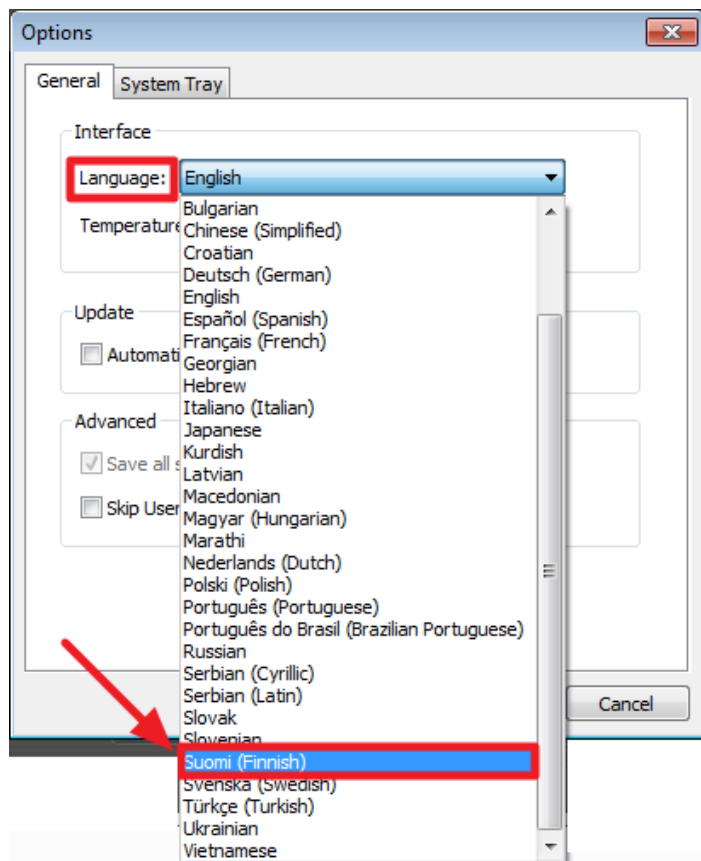 Options
General
System Tray
Interface
Language:
English
Temperature
Bulgarian
Chinese (Simplified)
Croatian
Deutsch (German)
English
Español (Spanish)
Français (French)
Georgian
Hebrew
Italiano (Italian)
Japanese
Kurdish
Latvian
Macedonian
Magyar (Hungarian)
Marathi
Nederlands (Dutch)
Polski (Polish)
Português (Portuguese)
Português do Brasil (Brazilian Portuguese)
Russian
Serbian (Cyrillic)
Serbian (Latin)
Slovak
Slovenian
Suomi (Finnish)
Svenska (Swedish)
Türkçe (Turkish)
Ukrainian
Vietnamese
Update
Automati
Advanced
Save all s
Skip User
Cancel